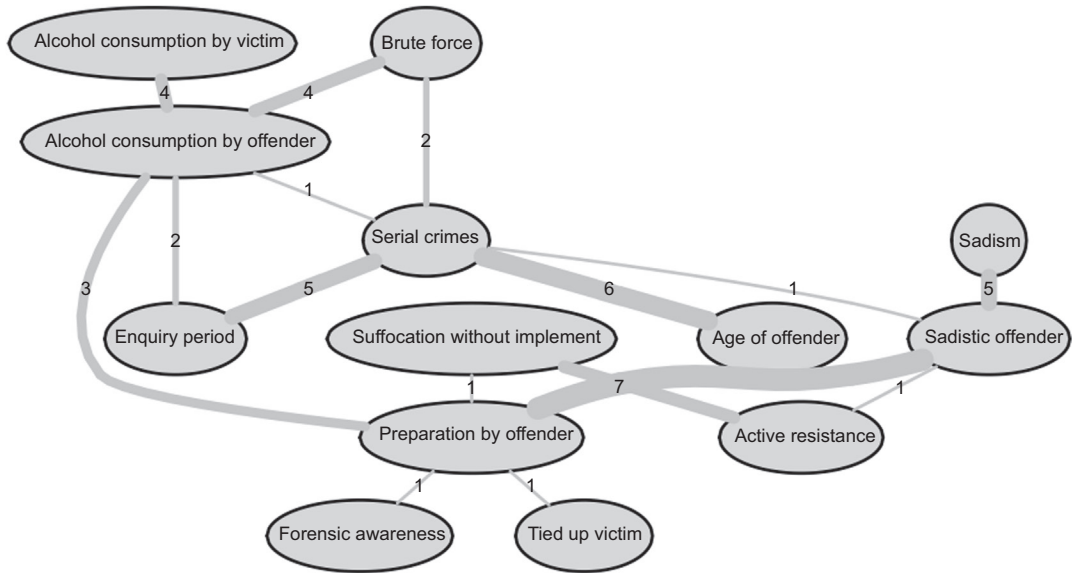 Alcohol consumption by victim
Brute force
4
4
Alcohol consumption by offender
2
1
Serial crimes
Sadism
2
3
5
6
1
5
Enquiry period
Suffocation without implement
Age of offender
Sadistic offender
1
7
1
Preparation by offender
Active resistance
1
1
Forensic awareness
Tied up victim